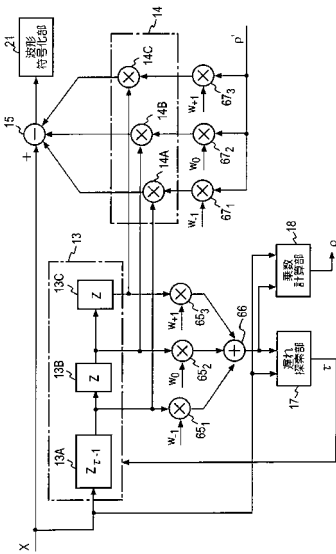 X
13
13A
Z τ-1
13B
Z
13C
Z
15
+
−
21
波形
符号化部
14
14A
14B
14C
W-1
65₁
W0
65₂
W+1
65₃
+
66
W-1
67₁
W0
67₂
W+1
67₃
ρ'
17
遅れ
探索部
τ
18
乗数
計算部
ρ